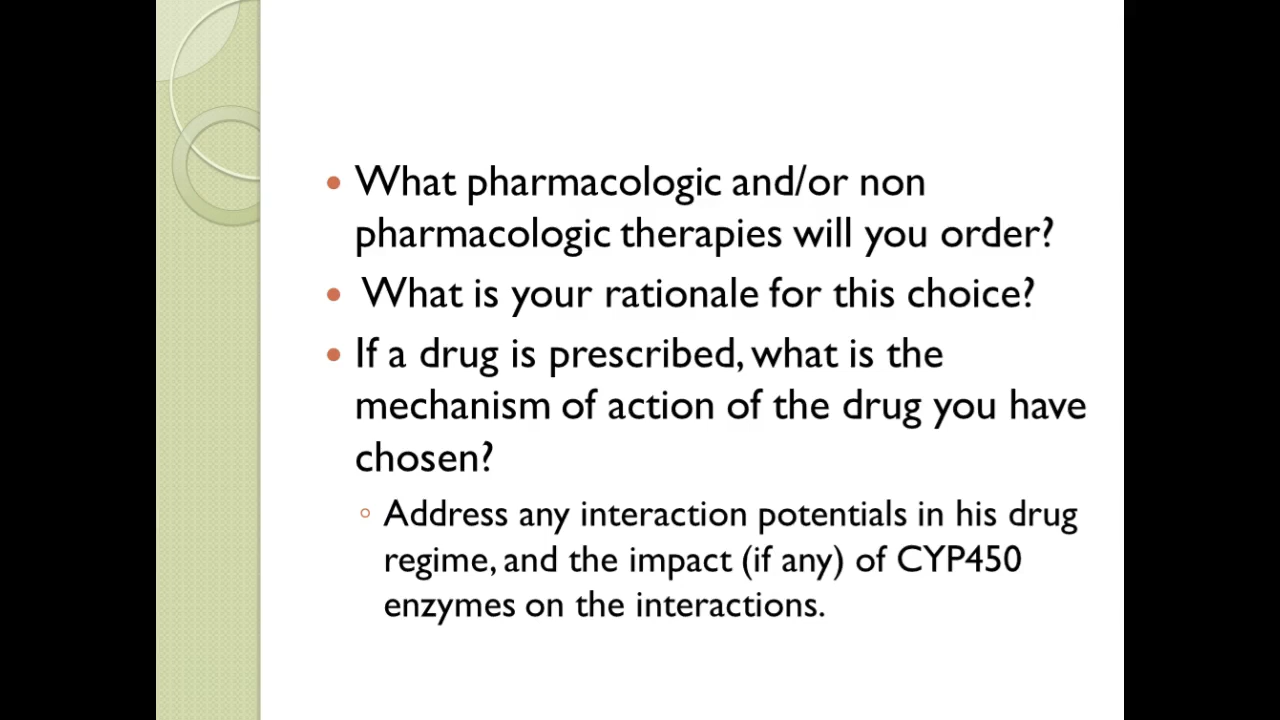 • What pharmacologic and/or non
pharmacologic therapies will you order?
• What is your rationale for this choice?
• If a drug is prescribed, what is the
mechanism of action of the drug you have
chosen?
◦ Address any interaction potentials in his drug
regime, and the impact (if any) of CYP450
enzymes on the interactions.